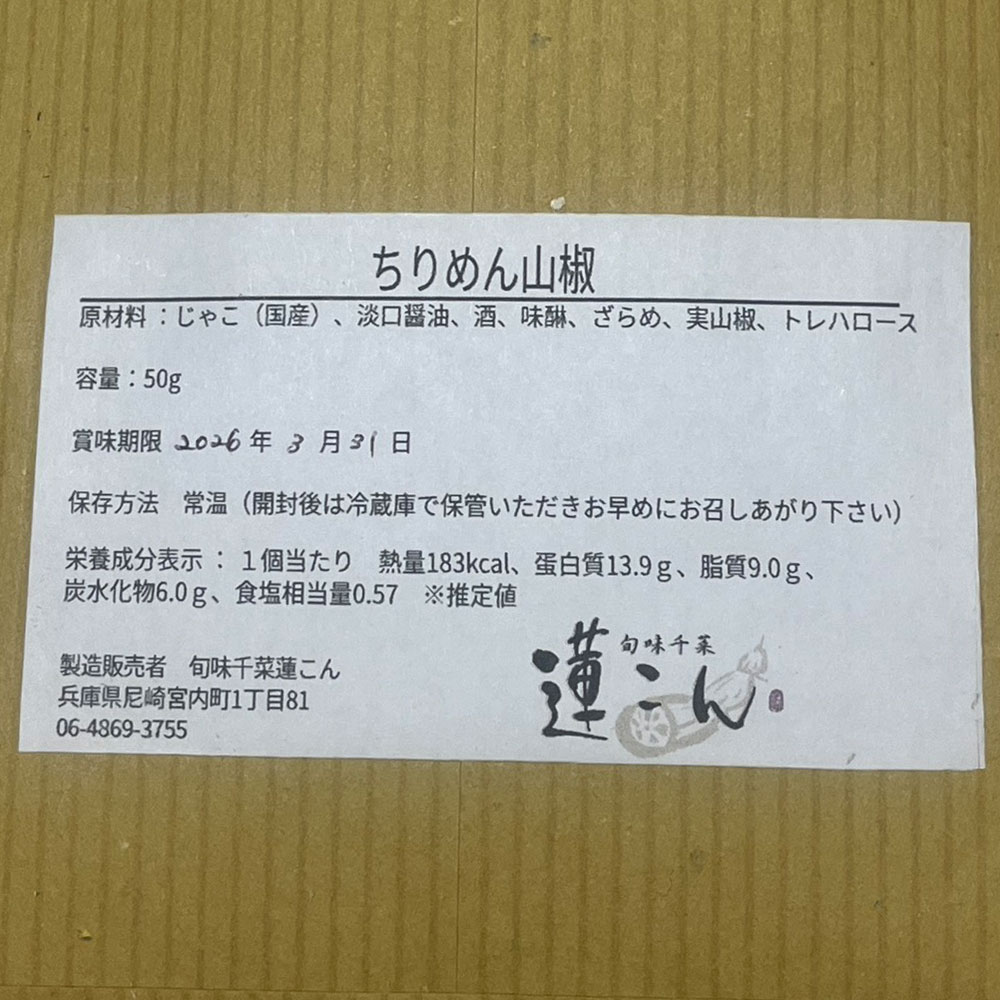 ちりめん山椒
原材料：じゃこ（国産）、淡口醤油、酒、味醂、ざらめ、実山椒、トレハロース
容量：50g
賞味期限 2026年 3 月 31 日
保存方法　常温（開封後は冷蔵庫で保管いただきお早めにお召しあがり下さい）
栄養成分表示 ： １個当たり　熱量183kcal、蛋白質13.9ｇ、脂質9.0ｇ、
炭水化物6.0ｇ、食塩相当量0.57　※推定値
製造販売者　旬味千菜蓮こん
兵庫県尼崎宮内町1丁目81
06-4869-3755
旬味千菜
蓮こん